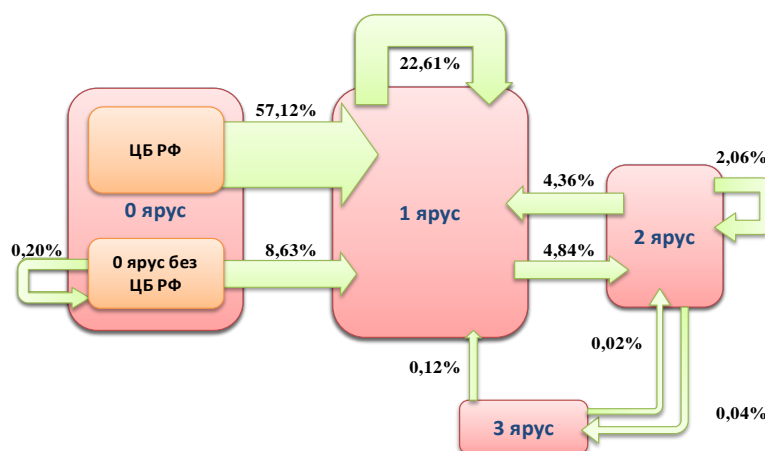 22,61%
57,12%
ЦБ РФ
0 ярус
1 ярус
4,36%
2,06%
2 ярус
0,20%
0 ярус без
ЦБ РФ
8,63%
4,84%
0,02%
0,12%
0,04%
3 ярус